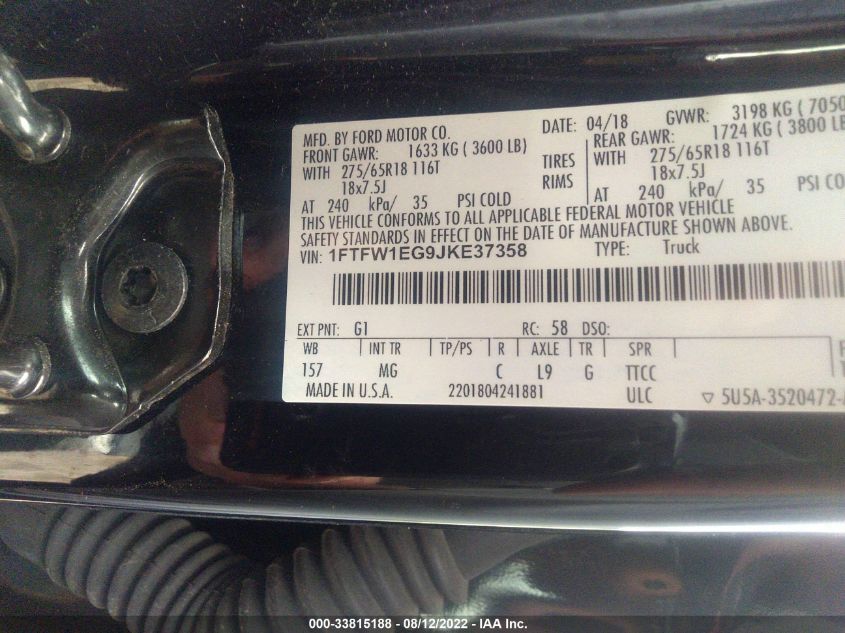 MFD. BY FORD MOTOR CO. DATE: 04/18 GVWR: 3198 KG ( 7050
FRONT GAWR: 1633 KG ( 3600 LB) REAR GAWR: 1724 KG ( 3800 LB
WITH 275/65R18 116T TIRES WITH 275/65R18 116T
18x7.5J RIMS 18x7.5J
AT 240 kPa/ 35 PSI COLD AT 240 kPa/ 35 PSI COL
THIS VEHICLE CONFORMS TO ALL APPLICABLE FEDERAL MOTOR VEHICLE
SAFETY STANDARDS IN EFFECT ON THE DATE OF MANUFACTURE SHOWN ABOVE.
VIN: 1FTFW1EG9JKE37358 TYPE: Truck
EXT PNT: G1 RC: 58 DSO:
WB INT TR TP/PS R AXLE TR SPR
157 MG C L9 G TTCC
MADE IN U.S.A. 2201804241881 ULC ▽ 5U5A-3520472-
000-33815188 - 08/12/2022 - IAA Inc.